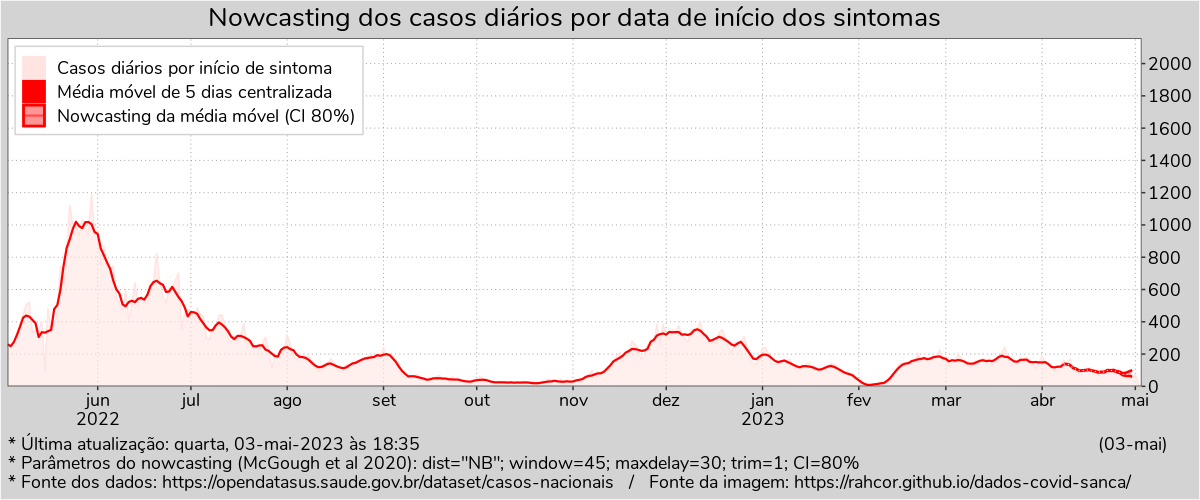 Nowcasting dos casos diários por data de início dos sintomas
Casos diários por início de sintoma
Média móvel de 5 dias centralizada
Nowcasting da média móvel (CI 80%)
2000
1800
1600
1400
1200
1000
800
600
400
200
0
jun jul ago set out nov dez jan fev mar abr mai
2022 2023
* Última atualização: quarta, 03-mai-2023 às 18:35 (03-mai)
* Parâmetros do nowcasting (McGough et al 2020): dist="NB"; window=45; maxdelay=30; trim=1; CI=80%
* Fonte dos dados: https://opendatasus.saude.gov.br/dataset/casos-nacionais / Fonte da imagem: https://rahcor.github.io/dados-covid-sanca/